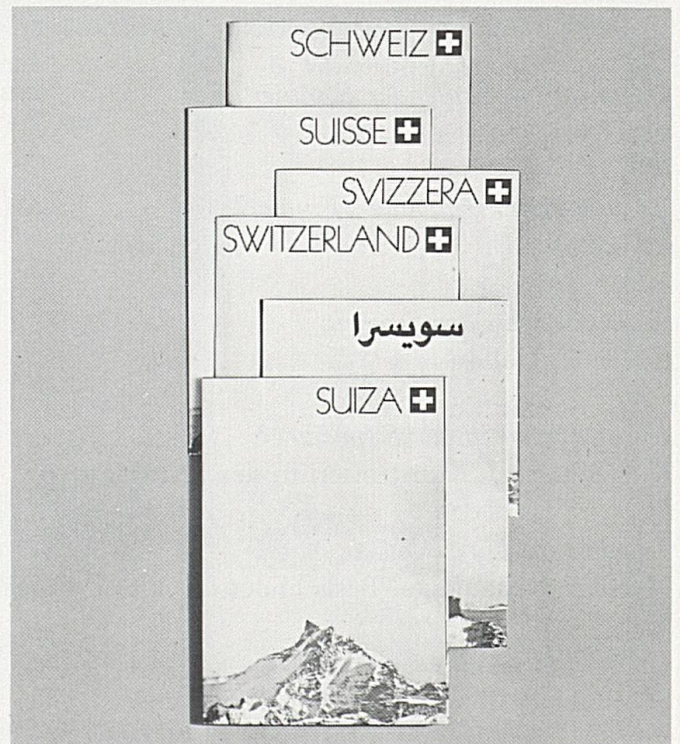 SCHWEIZ
SUISSE
SVIZZERA
SWITZERLAND
سويسرا
SUIZA